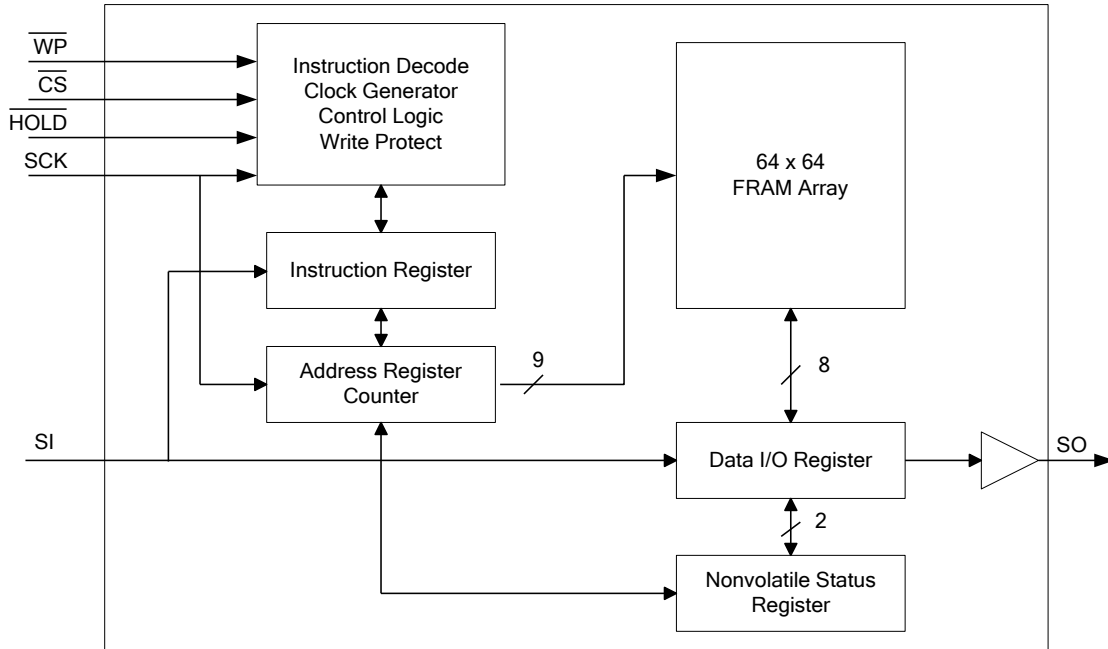 WP
CS
HOLD
SCK
Instruction Decode
Clock Generator
Control Logic
Write Protect
64 x 64
FRAM Array
Instruction Register
Address Register
Counter
9
8
SI
Data I/O Register
SO
2
Nonvolatile Status
Register